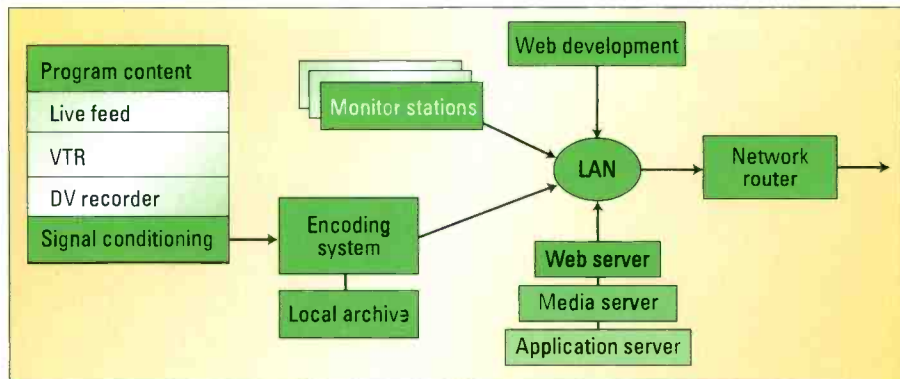 Program content
Live feed
VTR
DV recorder
Signal conditioning
Encoding
system
Local archive
Monitor stations
Web development
LAN
Network
router
Web server
Media server
Application server